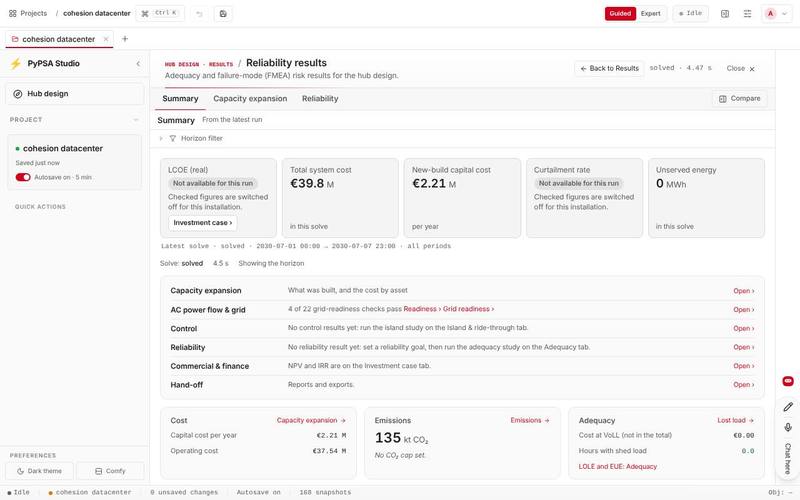 Projects / cohesion datacenter ⌘ Ctrl K
Guided Expert Idle A
cohesion datacenter × +
PyPSA Studio
Hub design
PROJECT
cohesion datacenter
Saved just now
Autosave on · 5 min
QUICK ACTIONS
PREFERENCES
Dark theme Comfy
HUB DESIGN · RESULTS / Reliability results
Adequacy and failure-mode (FMEA) risk results for the hub design.
← Back to Results solved · 4.47 s Close ×
Summary Capacity expansion Reliability Compare
Summary From the latest run
› Horizon filter
LCOE (real)
Not available for this run
Checked figures are switched
off for this installation.
Investment case ›
Total system cost
€39.8 M
in this solve
New-build capital cost
€2.21 M
per year
Curtailment rate
Not available for this run
Checked figures are switched
off for this installation.
Unserved energy
0 MWh
in this solve
Latest solve · solved · 2030-07-01 00:00 → 2030-07-07 23:00 · all periods
Solve: solved 4.5 s Showing the horizon
Capacity expansion What was built, and the cost by asset Open ›
AC power flow & grid 4 of 22 grid-readiness checks pass Readiness › Grid readiness › Open ›
Control No control results yet: run the island study on the Island & ride-through tab. Open ›
Reliability No reliability result yet: set a reliability goal, then run the adequacy study on the Adequacy tab. Open ›
Commercial & finance NPV and IRR are on the Investment case tab. Open ›
Hand-off Reports and exports. Open ›
Cost Capacity expansion →
Capital cost per year €2.21 M
Operating cost €37.54 M
Emissions Emissions →
135 kt CO₂
No CO₂ cap set.
Adequacy Lost load →
Cost at VoLL (not in the total) €0.00
Hours with shed load 0.0
LOLE and EUE: Adequacy
Chat here
Idle cohesion datacenter 0 unsaved changes Autosave on 168 snapshots Obj: —